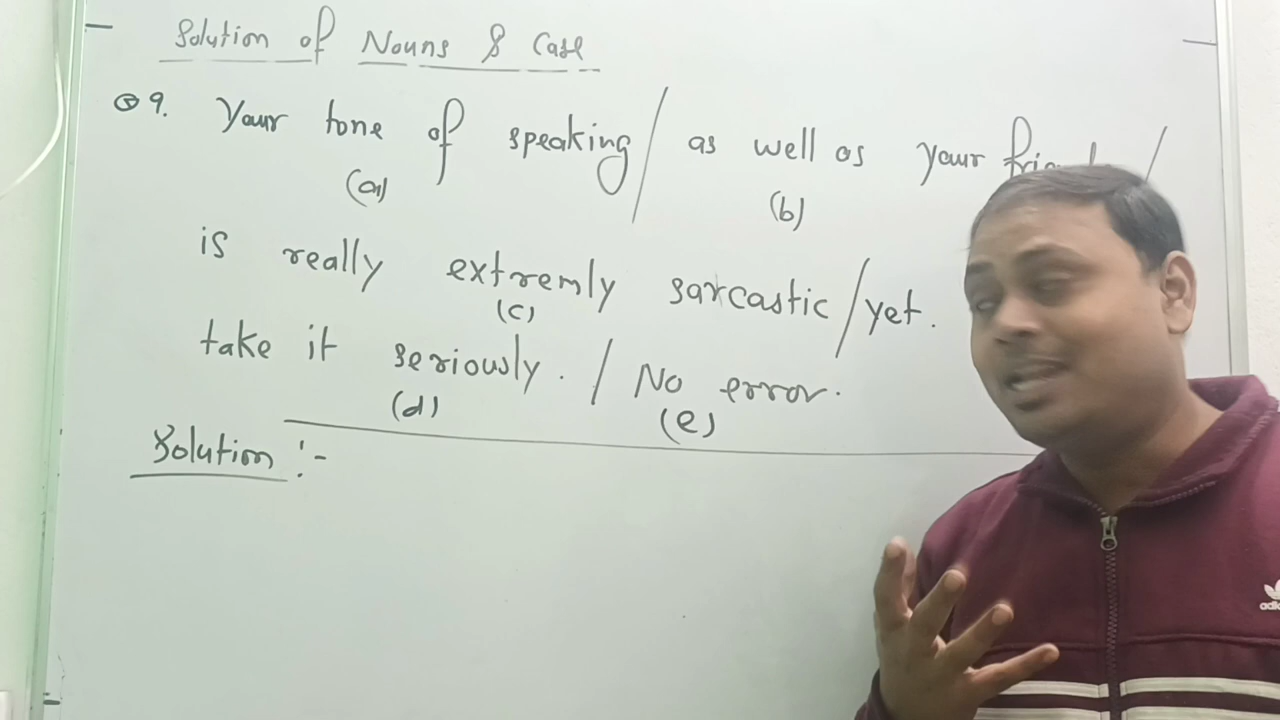 Solution of Nouns & Case
Q 9. Your tone of speaking / as well as your /
(a) (b)
is really extremly sarcastic / yet.
(c)
take it seriously. / No error.
(d) (e)
Solution :-